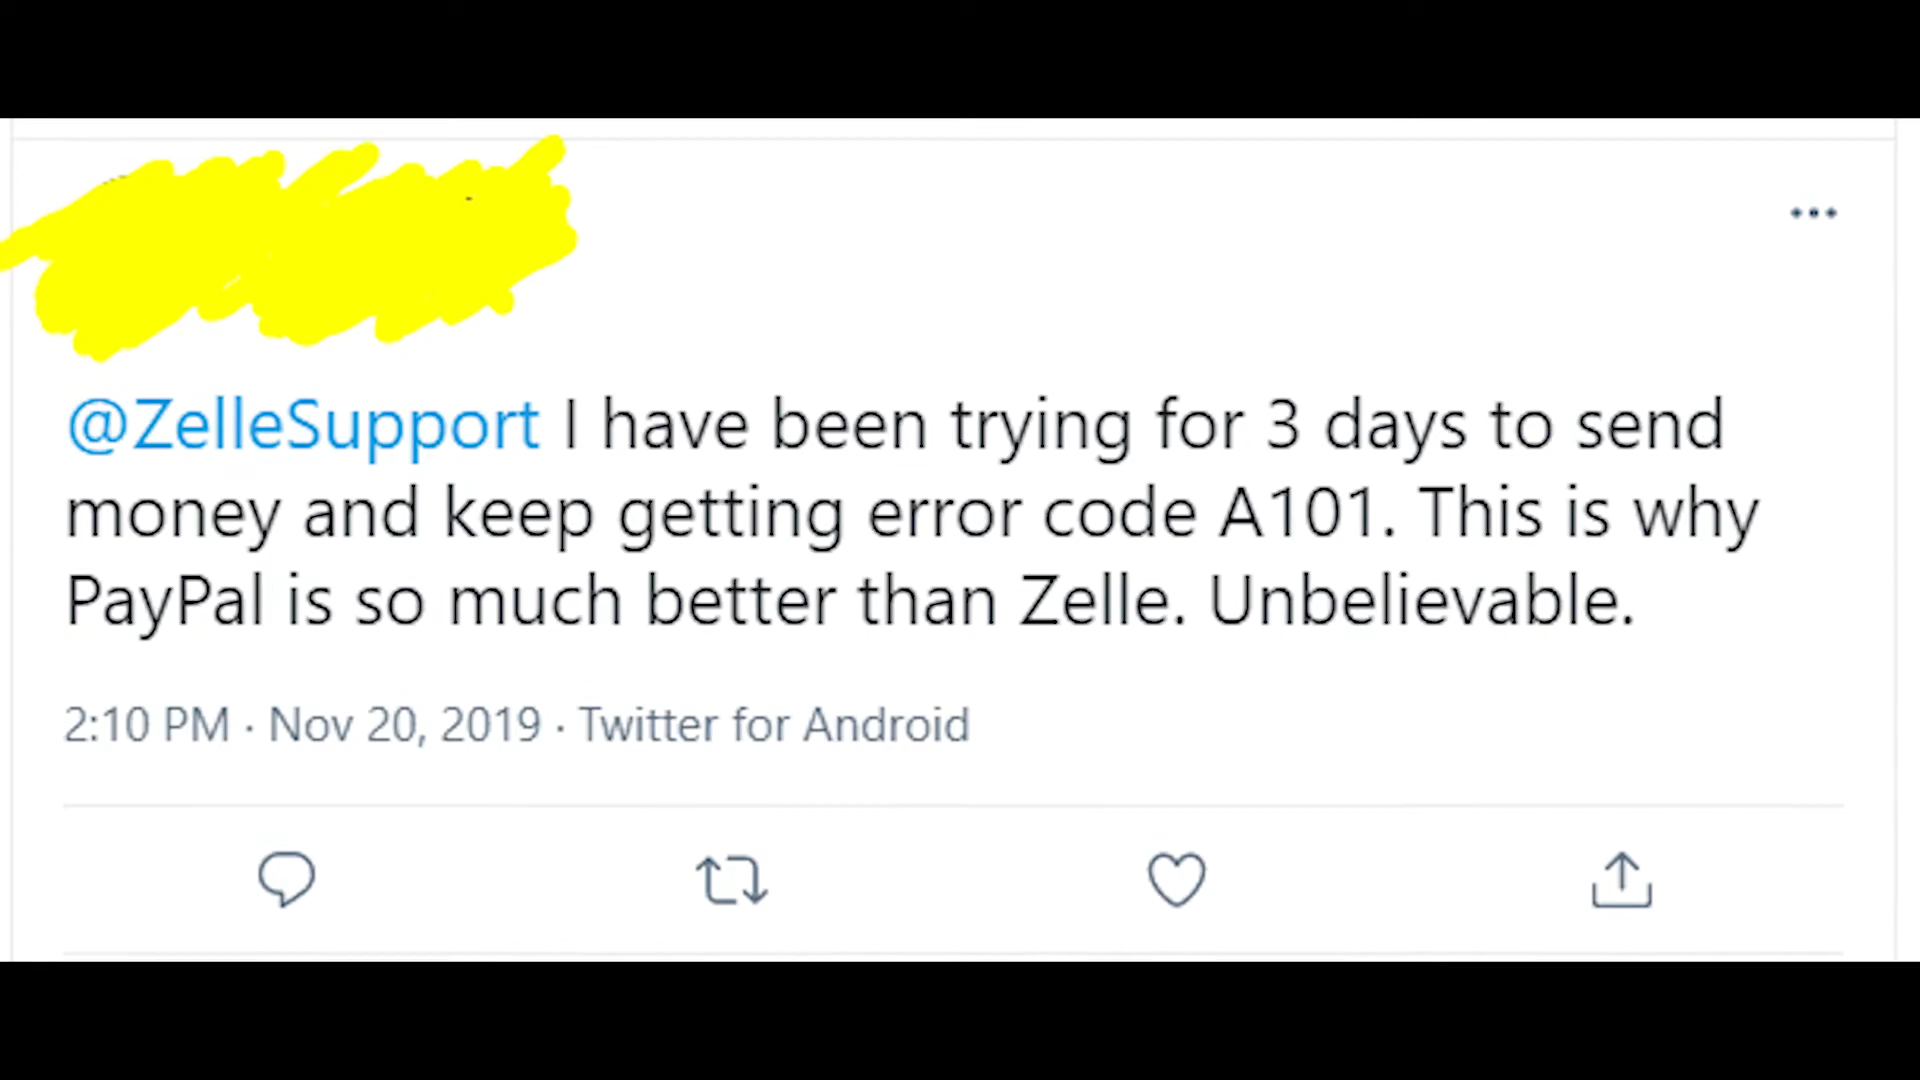 @ZelleSupport I have been trying for 3 days to send
money and keep getting error code A101. This is why
PayPal is so much better than Zelle. Unbelievable.
2:10 PM · Nov 20, 2019 · Twitter for Android